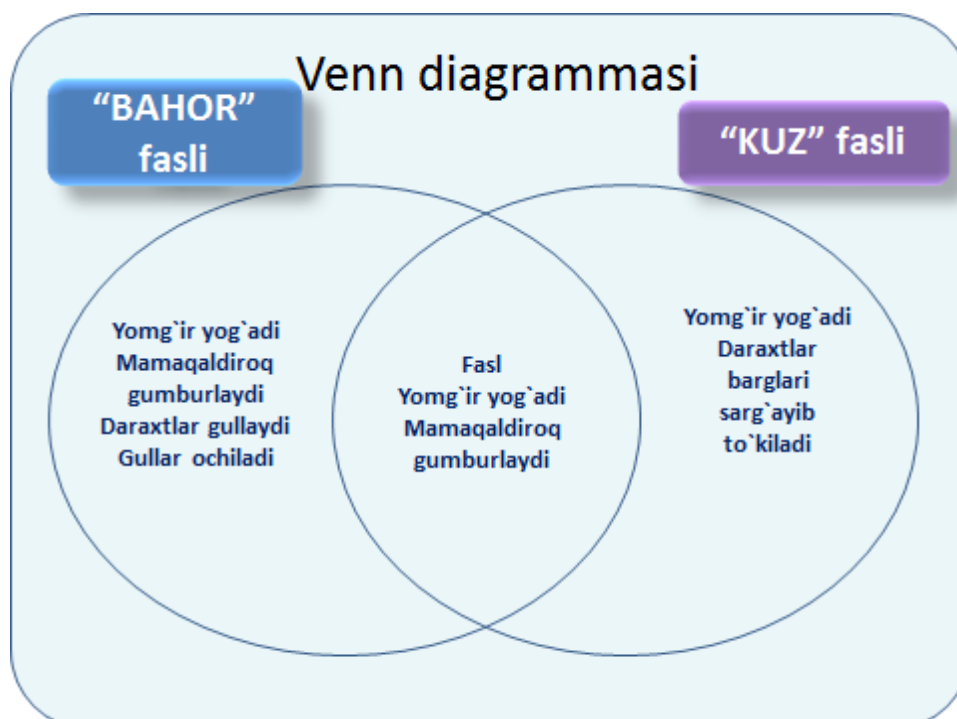 Venn diagrammasi
“BAHOR”
fasli
“KUZ” fasli
Yomg`ir yog`adi
Mamaqaldiroq
gumburlaydi
Daraxtlar gullaydi
Gullar ochiladi
Fasl
Yomg`ir yog`adi
Mamaqaldiroq
gumburlaydi
Yomg`ir yog`adi
Daraxtlar
barglari
sarg`ayib
to`kiladi